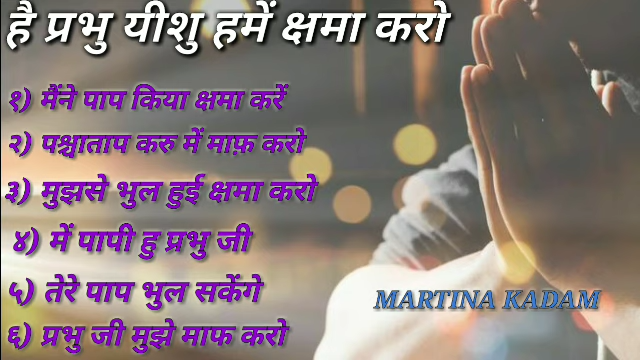 है प्रभु यीशु हमें क्षमा करो
१) मैंने पाप किया क्षमा करें
२) पश्चाताप करु में माफ़ करो
३) मुझसे भुल हुई क्षमा करो
४) में पापी हु प्रभु जी
५) तेरे पाप भुल सकेंगे
६) प्रभु जी मुझे माफ करो
MARTINA KADAM